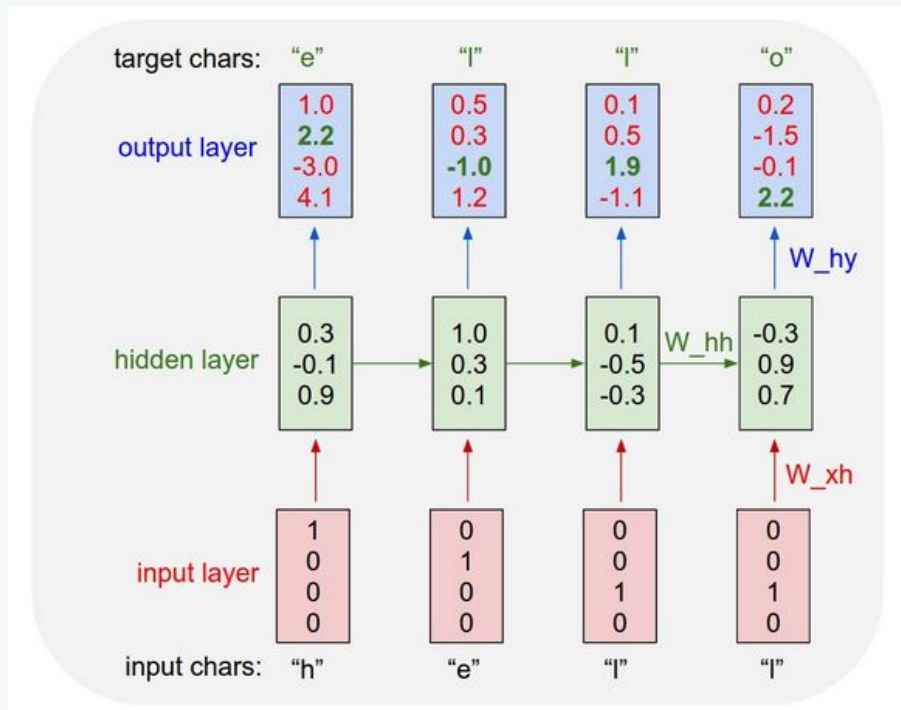 target chars: “e” “l” “l” “o”
1.0 0.5 0.1 0.2
2.2 0.3 0.5 -1.5
output layer
-3.0 -1.0 1.9 -0.1
4.1 1.2 -1.1 2.2
W_hy
0.3 1.0 0.1 W_hh -0.3
hidden layer -0.1 0.3 -0.5 0.9
0.9 0.1 -0.3 0.7
W_xh
1 0 0 0
0 1 0 0
input layer 0 0 1 1
0 0 0 0
input chars: “h” “e” “l” “l”